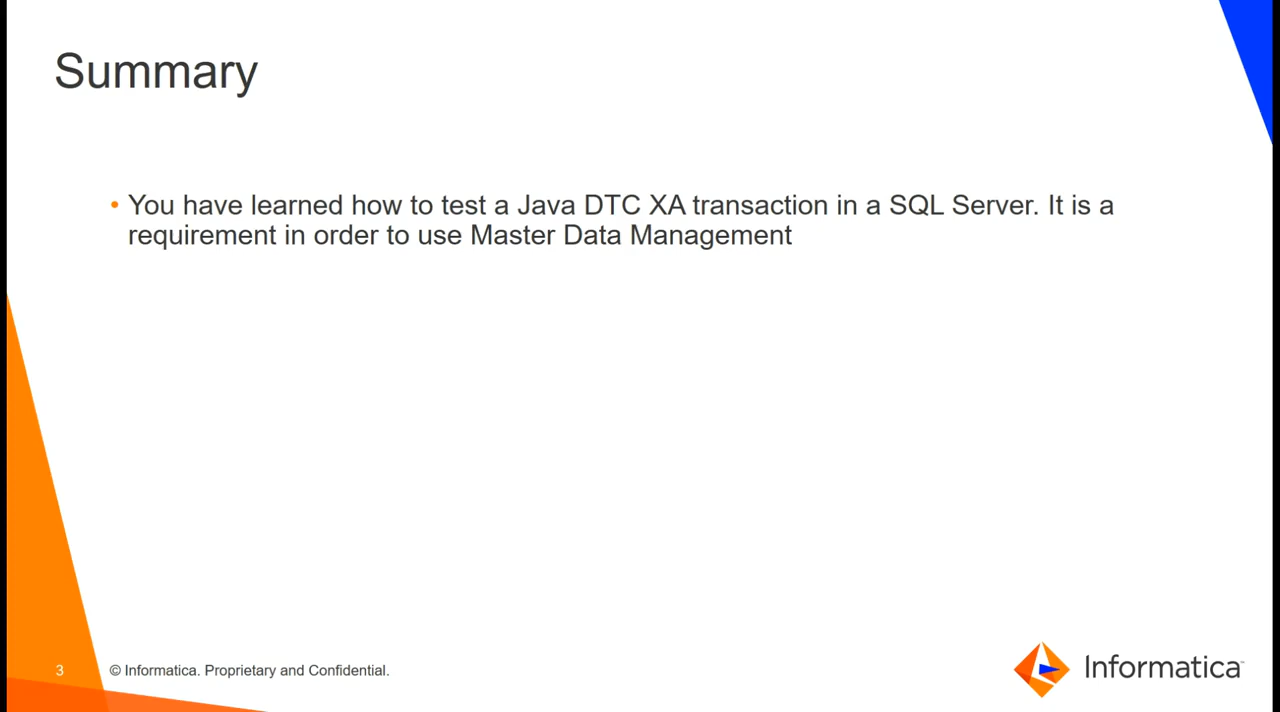 Summary
• You have learned how to test a Java DTC XA transaction in a SQL Server. It is a
requirement in order to use Master Data Management
3
© Informatica. Proprietary and Confidential.
Informatica™